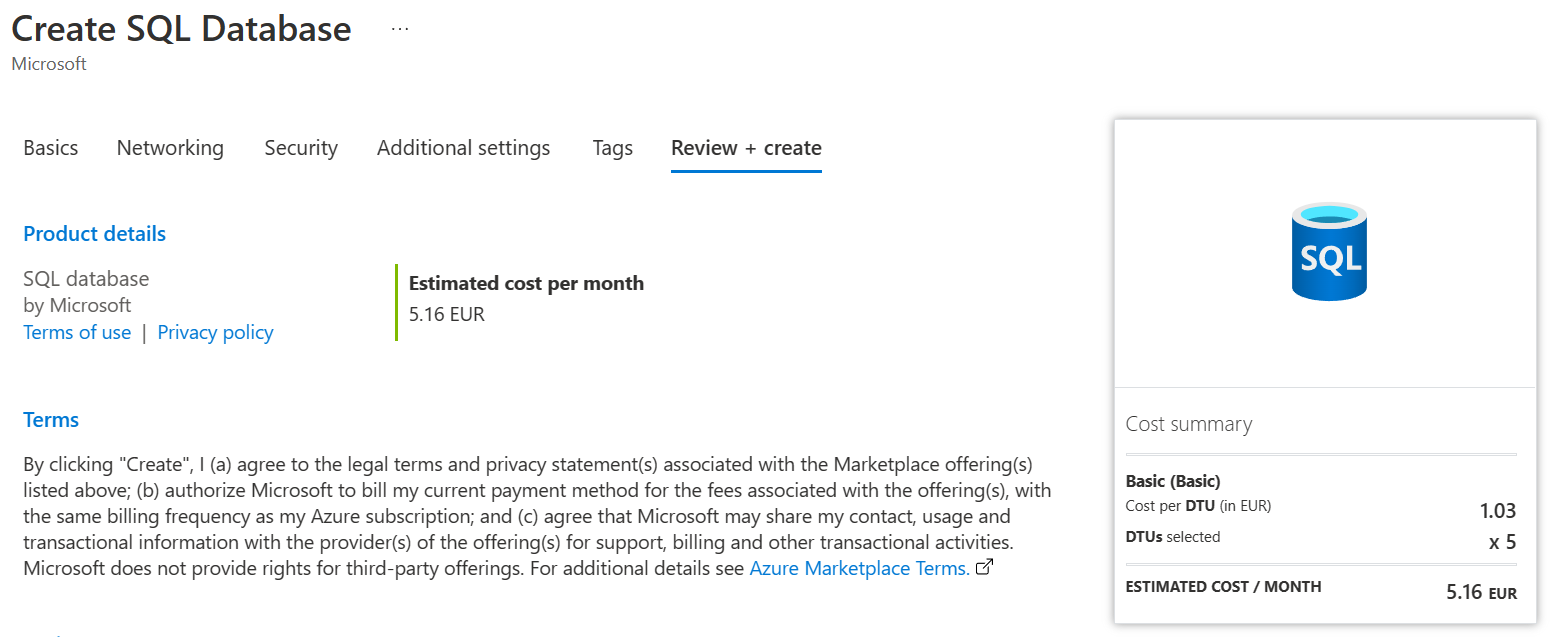 Create SQL Database ...
Microsoft
Basics Networking Security Additional settings Tags Review + create
Product details
SQL database
by Microsoft
Terms of use | Privacy policy
Estimated cost per month
5.16 EUR
Terms
By clicking "Create", I (a) agree to the legal terms and privacy statement(s) associated with the Marketplace offering(s)
listed above; (b) authorize Microsoft to bill my current payment method for the fees associated with the offering(s), with
the same billing frequency as my Azure subscription; and (c) agree that Microsoft may share my contact, usage and
transactional information with the provider(s) of the offering(s) for support, billing and other transactional activities.
Microsoft does not provide rights for third-party offerings. For additional details see Azure Marketplace Terms.
SQL
Cost summary
Basic (Basic)
Cost per DTU (in EUR) 1.03
DTUs selected x 5
ESTIMATED COST / MONTH 5.16 EUR